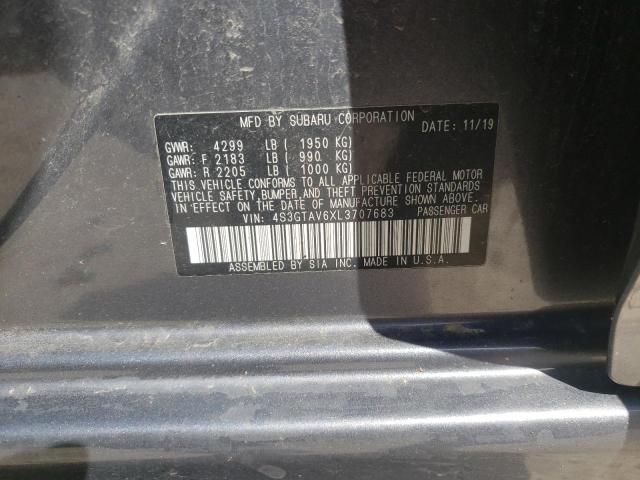 MFD BY SUBARU CORPORATION
DATE: 11/19
GVWR: 4299 LB ( 1950 KG)
GAWR: F 2183 LB ( 990 KG)
GAWR: R 2205 LB ( 1000 KG)
THIS VEHICLE CONFORMS TO ALL APPLICABLE FEDERAL MOTOR
VEHICLE SAFETY, BUMPER, AND THEFT PREVENTION STANDARDS
IN EFFECT ON THE DATE OF MANUFACTURE SHOWN ABOVE.
VIN: 4S3GTAV6XL3707683 PASSENGER CAR
ASSEMBLED BY SIA INC. MADE IN U.S.A.